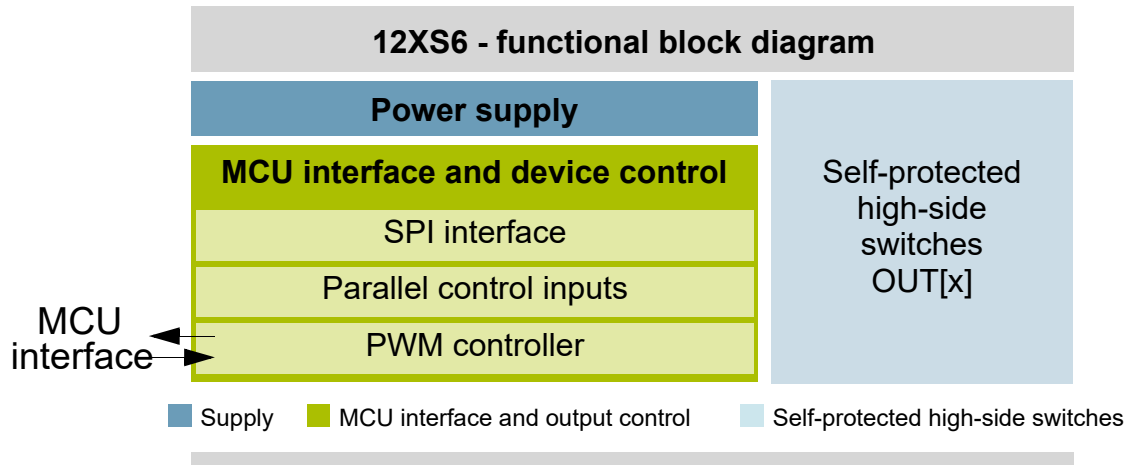 12XS6 - functional block diagram
Power supply
MCU interface and device control
SPI interface
Parallel control inputs
PWM controller
Self-protected
high-side
switches
OUT[x]
MCU
interface
Supply
MCU interface and output control
Self-protected high-side switches